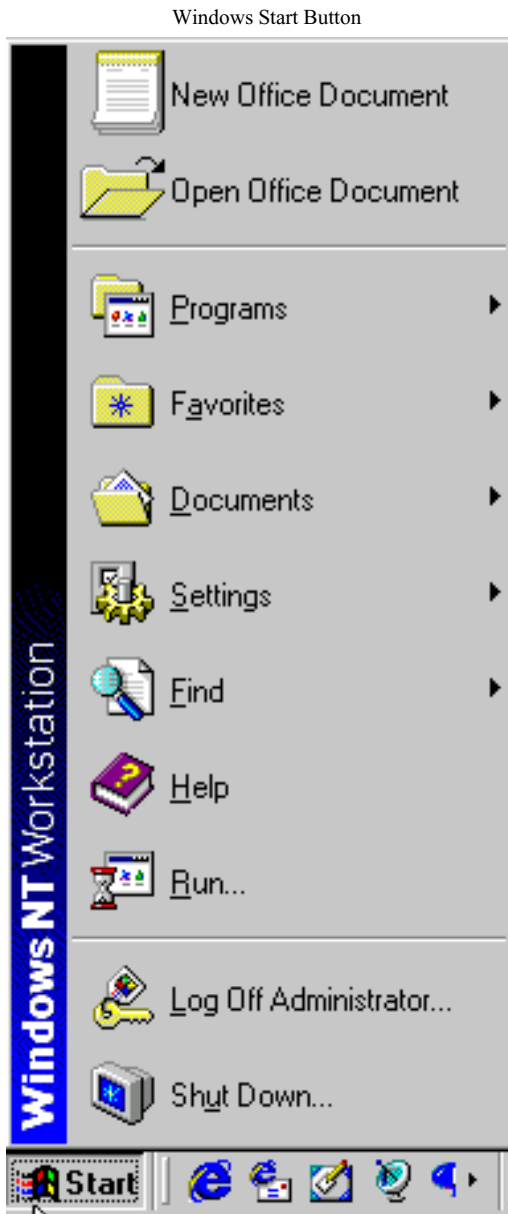 Windows Start Button
New Office Document
Open Office Document
Programs
Favorites
Documents
Settings
Find
Help
Run...
Log Off Administrator...
Shut Down...
Windows NT Workstation
Start